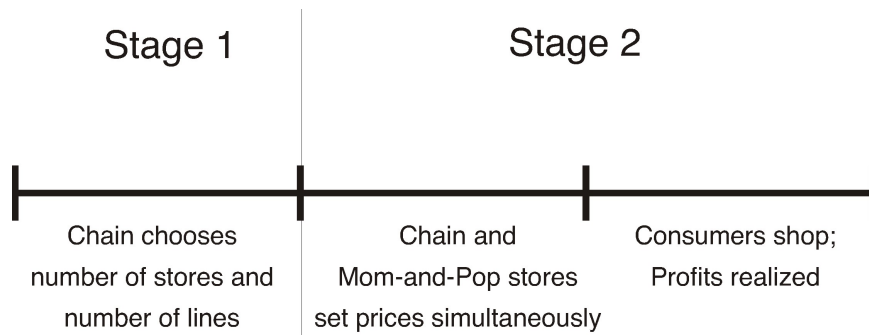 Stage 1
Stage 2
Chain chooses
number of stores and
number of lines
Chain and
Mom-and-Pop stores
set prices simultaneously
Consumers shop;
Profits realized